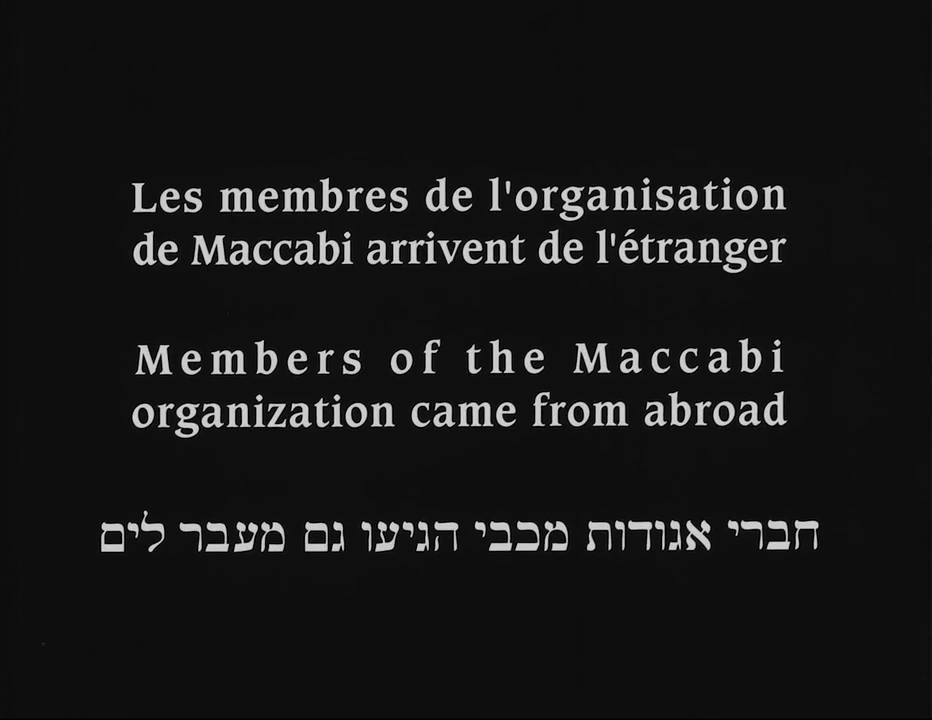 Les membres de l'organisation
de Maccabi arrivent de l'étranger
Members of the Maccabi
organization came from abroad
חברי אגודות מכבי הגיעו גם מעבר לים